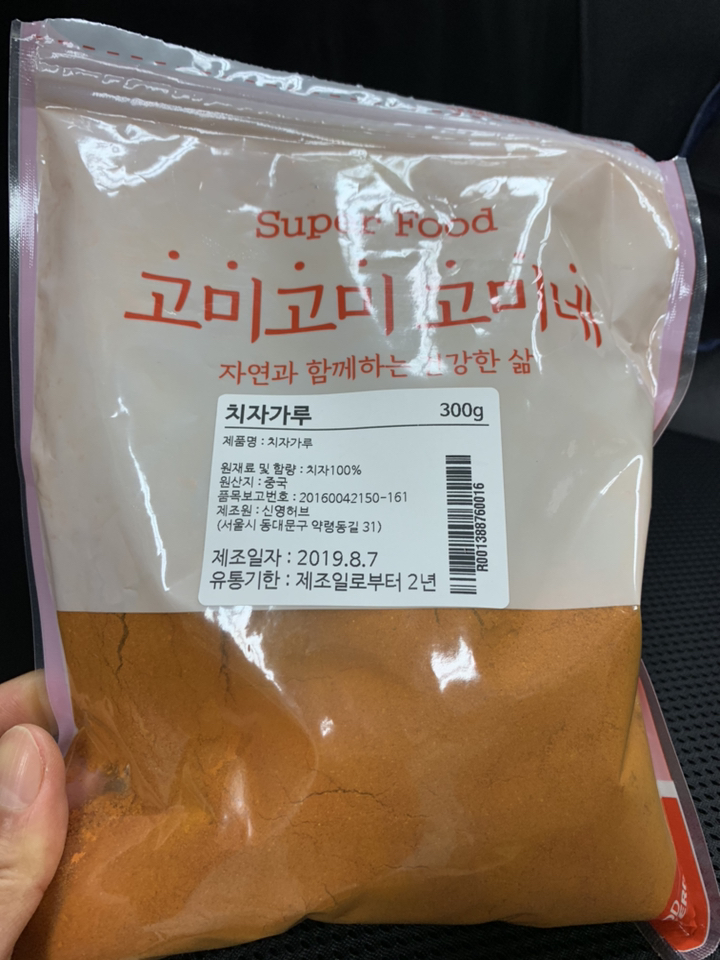 Super Food
고미고미 고미네
자연과 함께하는 건강한 삶
치자가루 300g
제품명 : 치자가루
원재료 및 함량 : 치자100%
원산지 : 중국
품목보고번호 : 20160042150-161
제조원 : 신영허브
(서울시 동대문구 약령동길 31)
제조일자 : 2019.8.7
유통기한 : 제조일로부터 2년
R001388760016